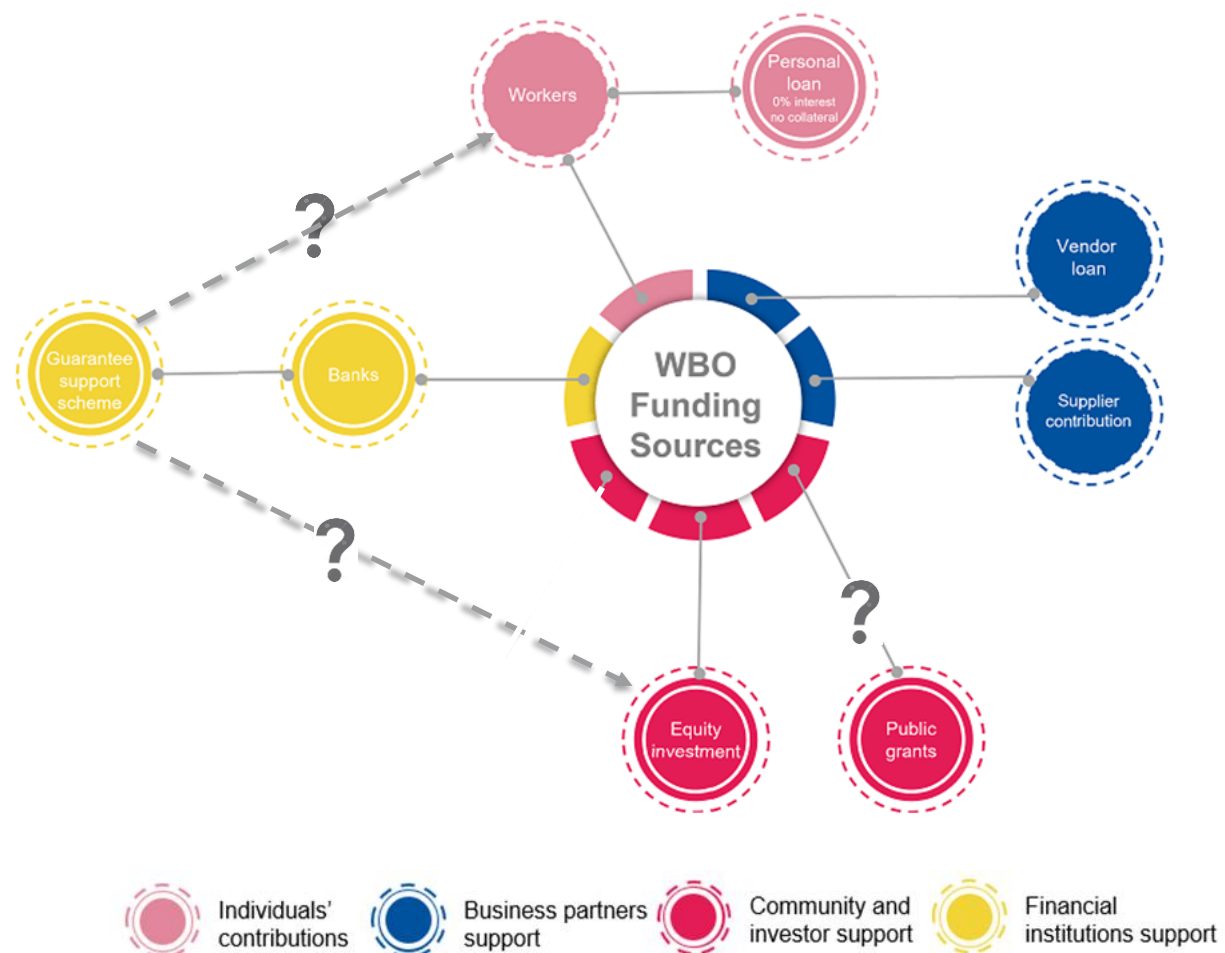 Workers
Personal
loan
0% interest
no collateral
?
Vendor
loan
Guarantee
support
scheme
Banks
WBO
Funding
Sources
Supplier
contribution
?
?
Equity
investment
Public
grants
Individuals'
contributions
Business partners
support
Community and
investor support
Financial
institutions support